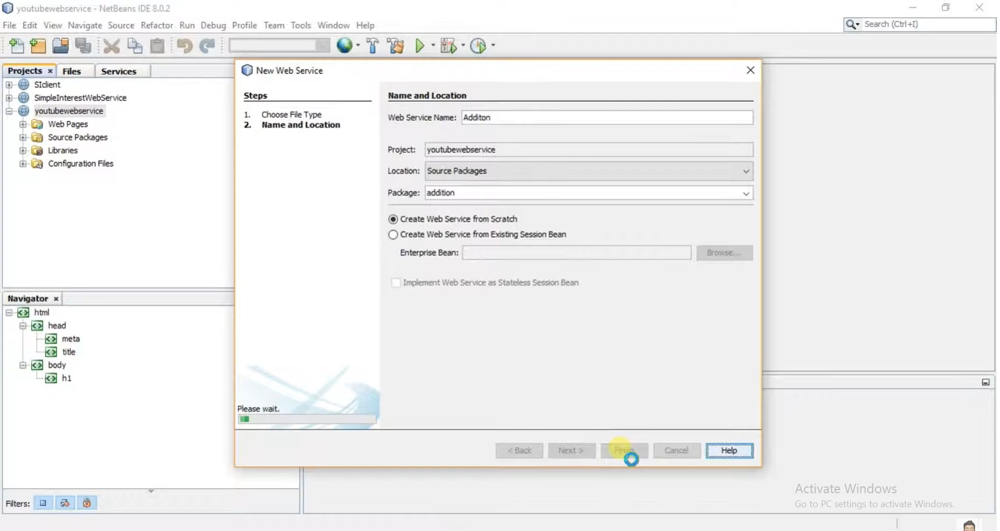 youtubewebservice - NetBeans IDE 8.0.2
File Edit View Navigate Source Refactor Run Debug Profile Team Tools Window Help
Search (Ctrl+I)
Projects Files Services
SIclient
SimpleInterestWebService
youtubewebservice
Web Pages
Source Packages
Libraries
Configuration Files
Navigator
html
head
meta
title
body
h1
Filters:
New Web Service
Steps
1. Choose File Type
2. Name and Location
Please wait.
Name and Location
Web Service Name: Additon
Project: youtubewebservice
Location: Source Packages
Package: addition
Create Web Service from Scratch
Create Web Service from Existing Session Bean
Enterprise Bean: Browse...
Implement Web Service as Stateless Session Bean
< Back Next > Cancel Help
Activate Windows
Go to PC settings to activate Windows.